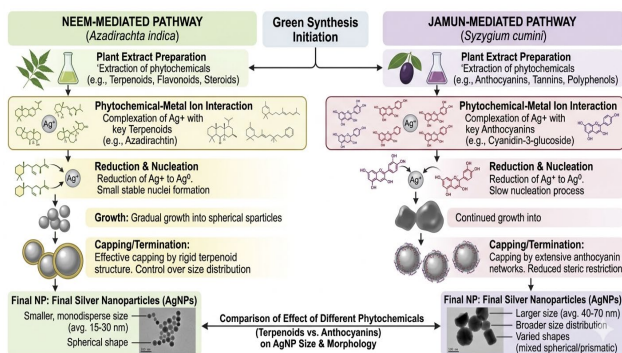 NEEM-MEDIATED PATHWAY
(Azadirachta indica)
Green Synthesis
Initiation
JAMUN-MEDIATED PATHWAY
(Syzygium cumini)
Plant Extract Preparation
'Extraction of phytochemicals
(e.g., Terpenoids, Flavonoids, Steroids)
Plant Extract Preparation
'Extraction of phytochemicals
(e.g., Anthocyanins, Tannins, Polyphenols)
Phytochemical-Metal Ion Interaction
Complexation of Ag+ with
key Terpenoids
(e.g., Azadirachtin)
Ag⁺
Phytochemical-Metal Ion Interaction
Complexation of Ag+ with
key Anthocyanins
(e.g., Cyanidin-3-glucoside)
Ag⁺
Reduction & Nucleation
Reduction of Ag+ to Ag⁰.
Small stable nuclei formation
Ag⁺
Reduction & Nucleation
Reduction of Ag⁺ to Ag⁰.
Slow nucleation process
Ag⁺
Growth: Gradual growth into spherical sparticles
Continued growth into
Capping/Termination:
Effective capping by rigid terpenoid
structure. Control over size distribution
Capping/Termination:
Capping by extensive anthocyanin
networks. Reduced steric restriction
Final NP: Final Silver Nanoparticles (AgNPs)
Smaller, monodisperse size
(avg. 15-30 nm)
Spherical shape
Comparison of Effect of Different Phytochemicals
(Terpenoids vs. Anthocyanins)
on AgNP Size & Morphology
Final NP: Final Silver Nanoparticles (AgNPs)
Larger size (avg. 40-70 nm)
Broader size distribution
Varied shapes
(mixed spherical/prismatic)